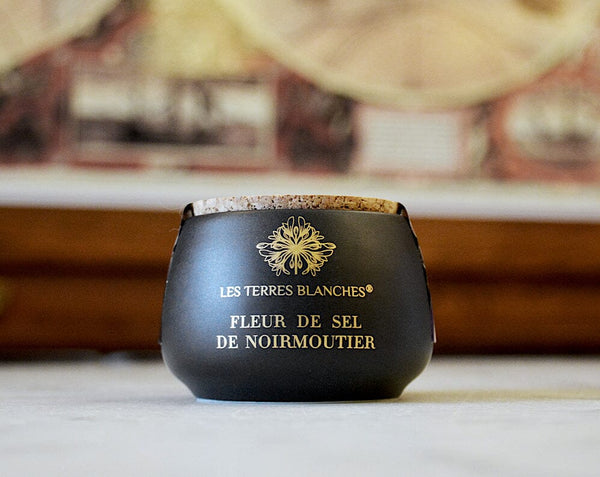 LES TERRES BLANCHES®
FLEUR DE SEL
DE NOIRMOUTIER